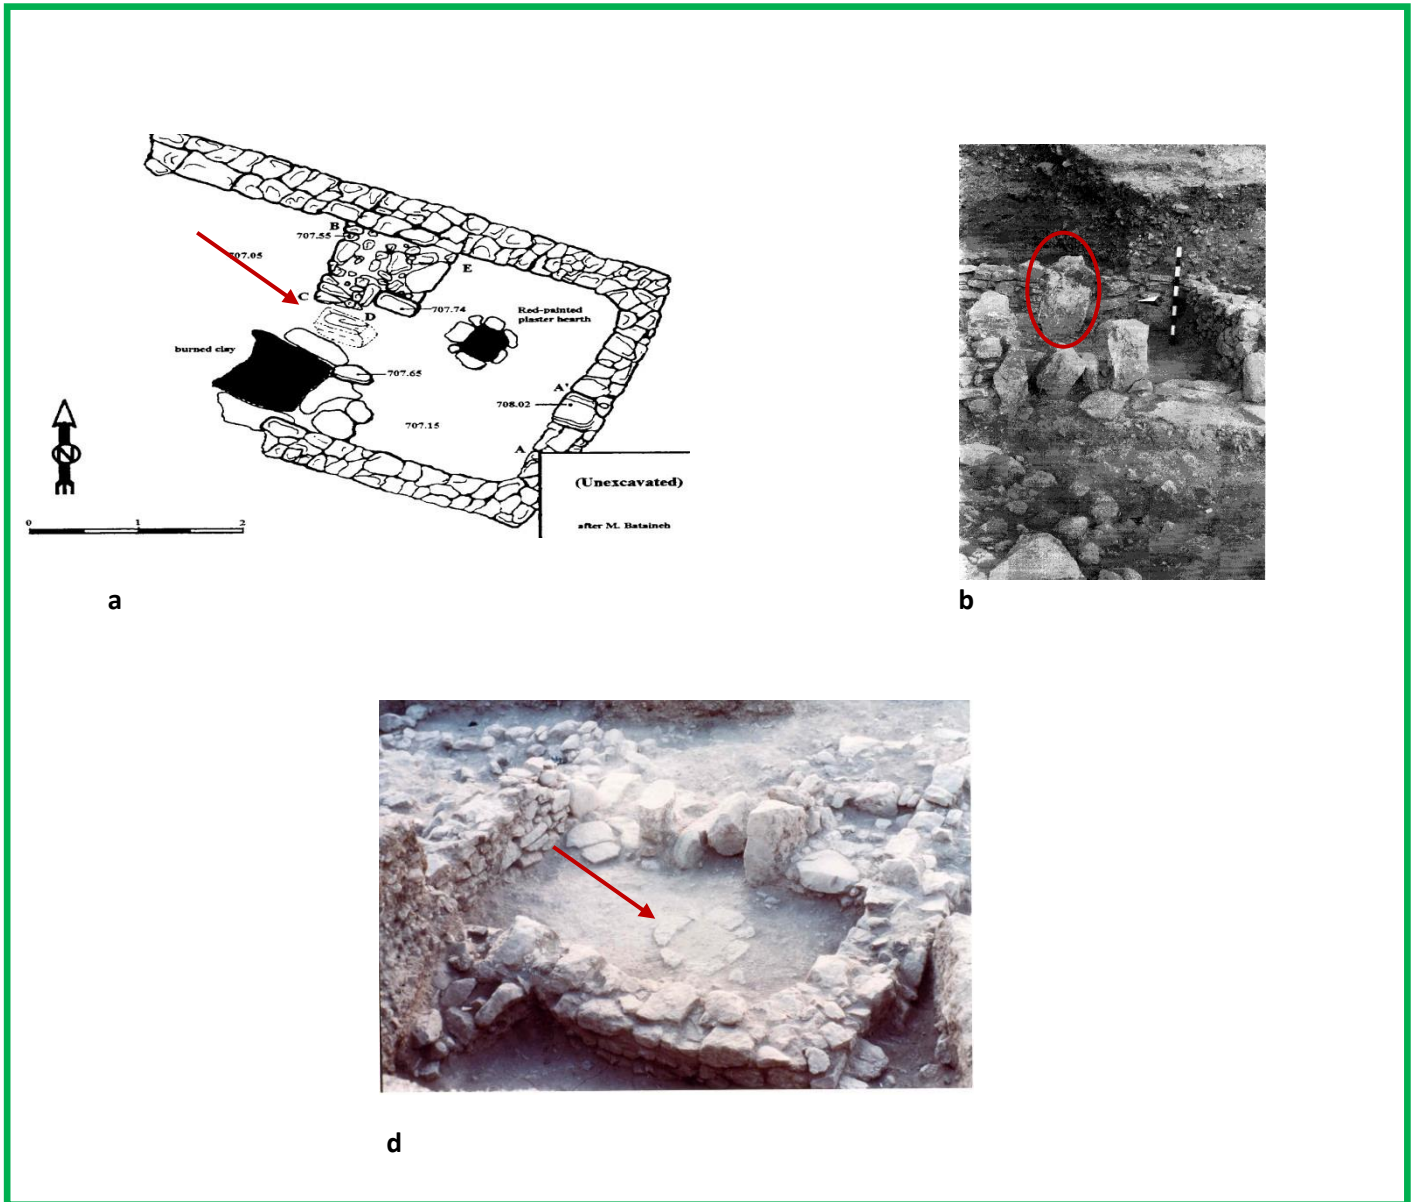 B
707.55
707.05
E
C
D
707.74
Red-painted
plaster hearth
burned clay
707.65
A'
708.02
707.15
A
N
(Unexcavated)
0 1 2
after M. Bataineh
a
b
d